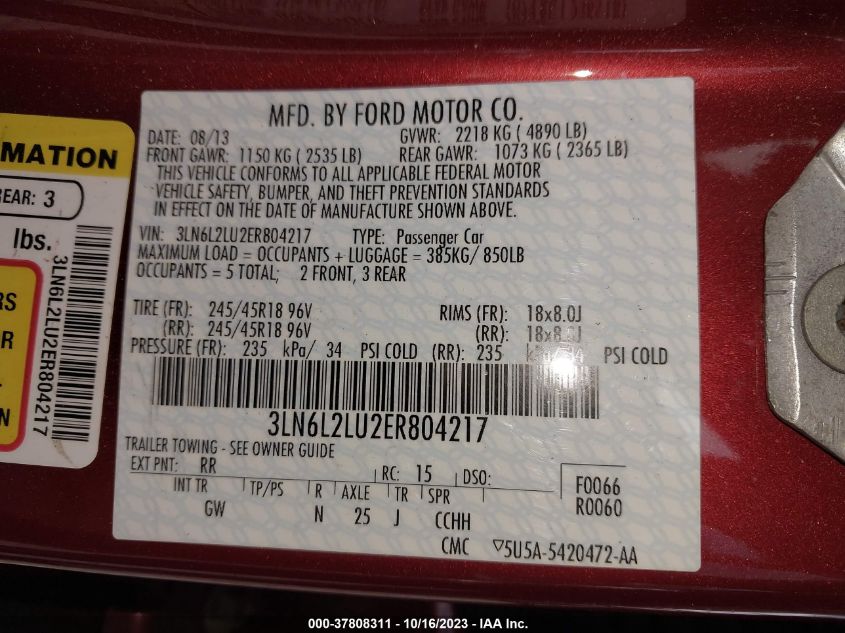 MATION
REAR: 3
lbs.
RS
R
N
3LN6L2LU2ER804217
MFD. BY FORD MOTOR CO.
DATE: 08/13 GVWR: 2218 KG ( 4890 LB)
FRONT GAWR: 1150 KG ( 2535 LB) REAR GAWR: 1073 KG ( 2365 LB)
THIS VEHICLE CONFORMS TO ALL APPLICABLE FEDERAL MOTOR
VEHICLE SAFETY, BUMPER, AND THEFT PREVENTION STANDARDS
IN EFFECT ON THE DATE OF MANUFACTURE SHOWN ABOVE.
VIN: 3LN6L2LU2ER804217 TYPE: Passenger Car
MAXIMUM LOAD = OCCUPANTS + LUGGAGE = 385KG/ 850LB
OCCUPANTS = 5 TOTAL; 2 FRONT, 3 REAR
TIRE (FR): 245/45R18 96V RIMS (FR): 18x8.0J
(RR): 245/45R18 96V (RR): 18x8.0J
PRESSURE (FR): 235 kPa/ 34 PSI COLD (RR): 235 kPa/ 34 PSI COLD
3LN6L2LU2ER804217
TRAILER TOWING - SEE OWNER GUIDE
EXT PNT: RR RC: 15 DSO: F0066
INT TR TP/PS R AXLE TR SPR R0060
GW N 25 J CCHH
CMC ▽5U5A-5420472-AA
000-37808311 - 10/16/2023 - IAA Inc.